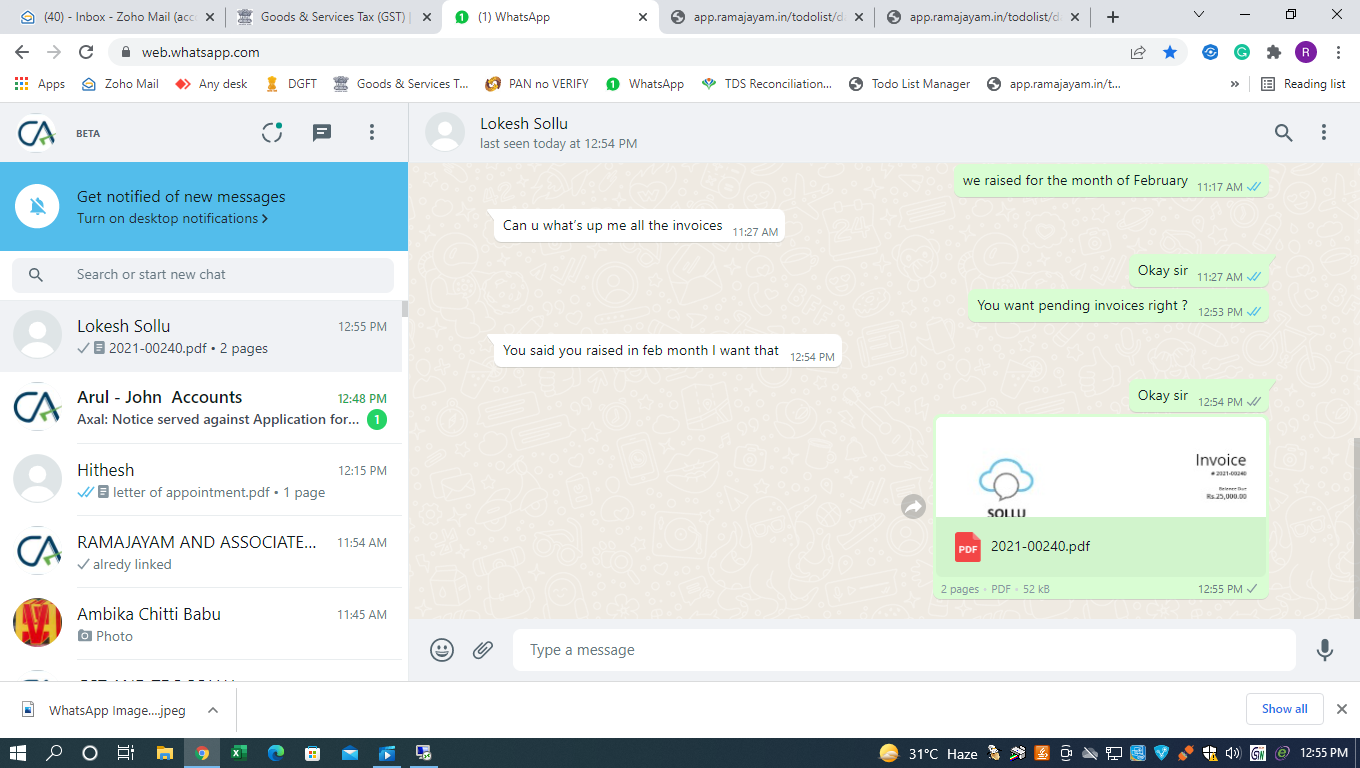 (40) - Inbox - Zoho Mail (acc
Goods & Services Tax (GST) |
(1) WhatsApp
app.ramajayam.in/todolist/d
app.ramajayam.in/todolist/d
web.whatsapp.com
R
Apps
Zoho Mail
Any desk
DGFT
Goods & Services T...
PAN no VERIFY
WhatsApp
TDS Reconciliation...
Todo List Manager
app.ramajayam.in/t...
Reading list
CA
BETA
Lokesh Sollu
last seen today at 12:54 PM
Get notified of new messages
Turn on desktop notifications
Search or start new chat
Lokesh Sollu
12:55 PM
2021-00240.pdf • 2 pages
Arul - John Accounts
12:48 PM
Axal: Notice served against Application for...
1
Hithesh
12:15 PM
letter of appointment.pdf • 1 page
RAMAJAYAM AND ASSOCIATE...
11:54 AM
alredy linked
Ambika Chitti Babu
11:45 AM
Photo
we raised for the month of February
11:17 AM
Can u what's up me all the invoices
11:27 AM
Okay sir
11:27 AM
You want pending invoices right ?
12:53 PM
You said you raised in feb month I want that
12:54 PM
Okay sir
12:54 PM
Invoice
# 2021-00240
Balance Due
Rs.25,000.00
SOLLU
PDF
2021-00240.pdf
2 pages • PDF • 52 kB
12:55 PM
Type a message
WhatsApp Image....jpeg
Show all
31°C Haze
12:55 PM